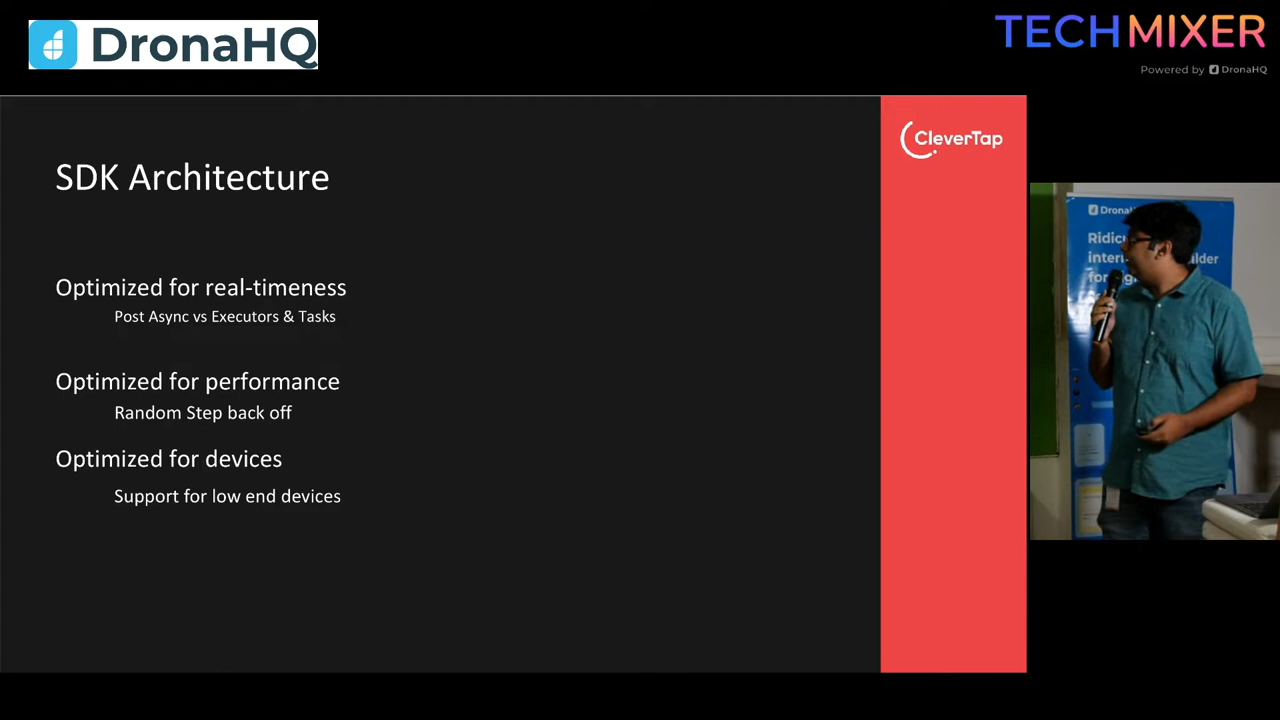 DronaHQ
TECHMIXER
Powered by DronaHQ
CleverTap
SDK Architecture
Optimized for real-timeness
Post Async vs Executors & Tasks
Optimized for performance
Random Step back off
Optimized for devices
Support for low end devices